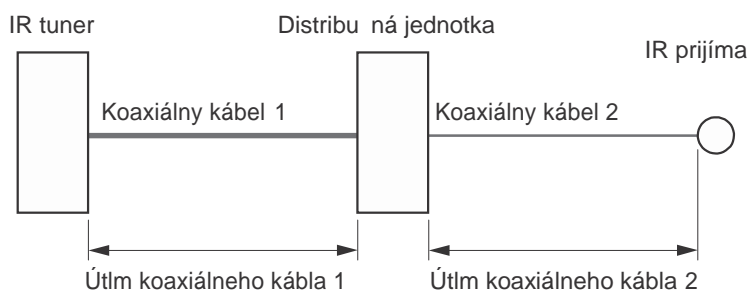 IR tuner
Distribu ná jednotka
IR prijíma
Koaxiálny kábel 1
Koaxiálny kábel 2
Útlm koaxiálneho kábla 1
Útlm koaxiálneho kábla 2